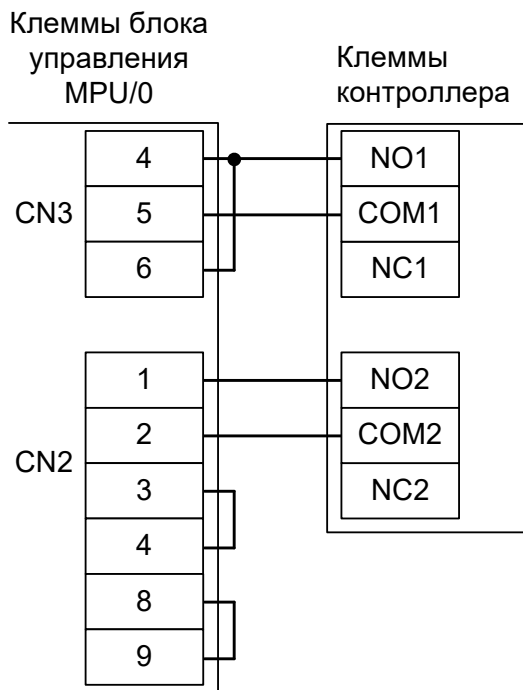 Клеммы блока
управления
MPU/0
Клеммы
контроллера
CN3
4
5
6
NO1
COM1
NC1
CN2
1
2
3
4
8
9
NO2
COM2
NC2